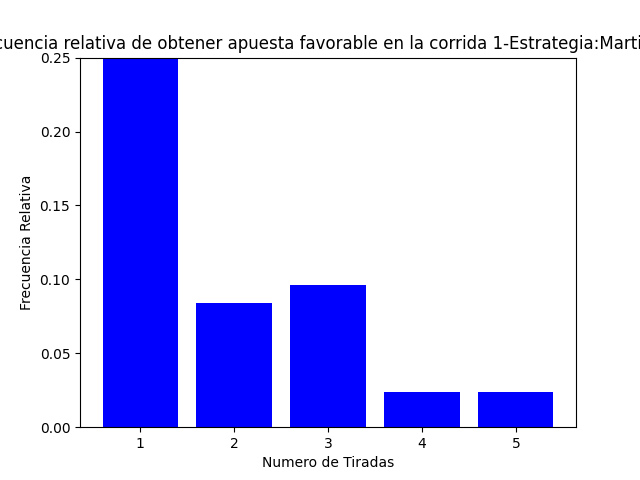 cuencia relativa de obtener apuesta favorable en la corrida 1-Estrategia:Marti
0.25
0.20
0.15
0.10
0.05
0.00
Frecuencia Relativa
1 2 3 4 5
Numero de Tiradas